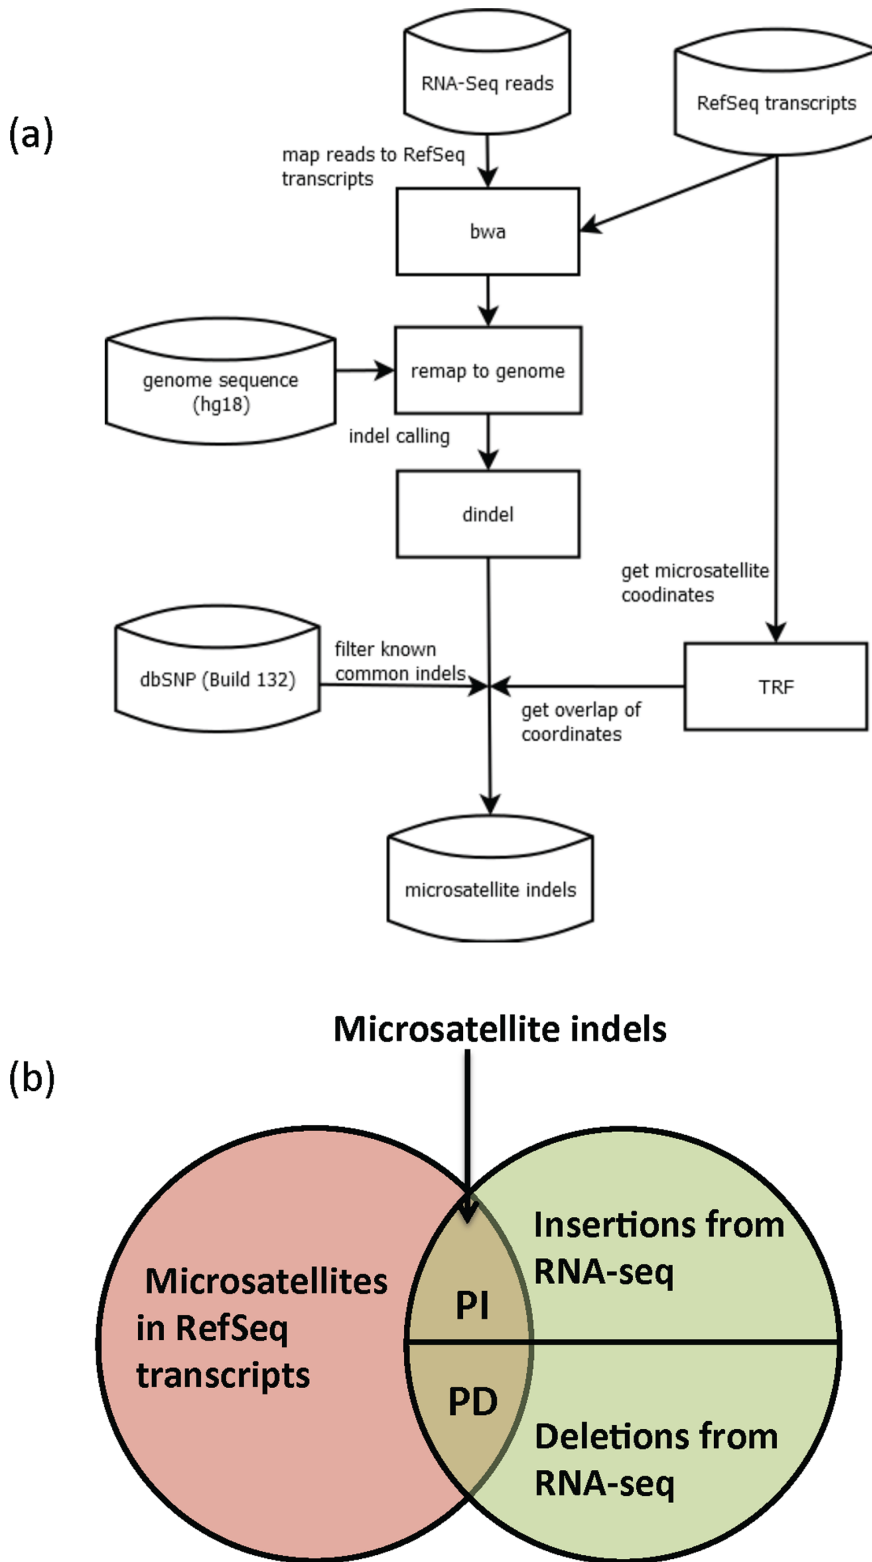 (a)
RNA-Seq reads
RefSeq transcripts
map reads to RefSeq
transcripts
bwa
genome sequence
(hg18)
remap to genome
indel calling
dindel
get microsatellite
coodinates
dbSNP (Build 132)
filter known
common indels
TRF
get overlap of
coordinates
microsatellite indels
Microsatellite indels
(b)
Microsatellites
in RefSeq
transcripts
PI
PD
Insertions from
RNA-seq
Deletions from
RNA-seq